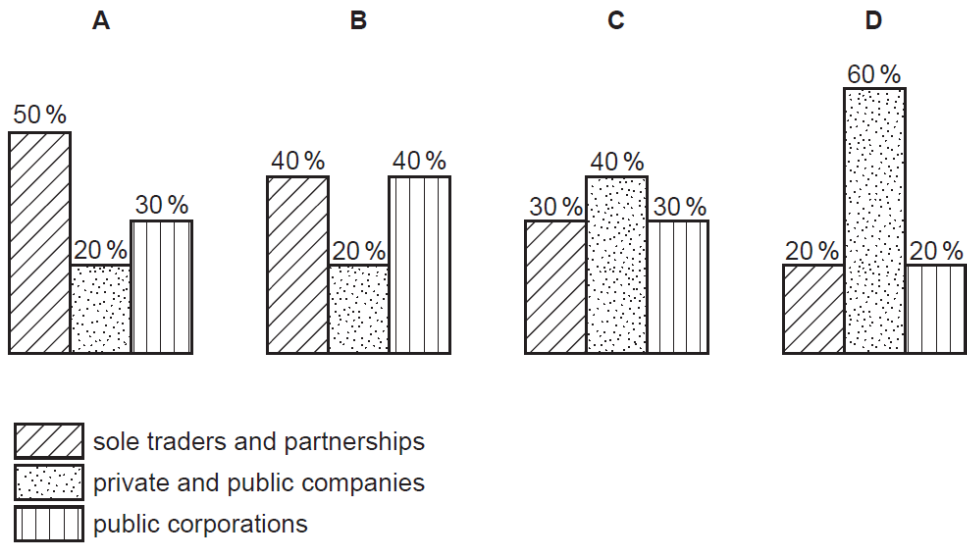 A B C D
60 %
50 %
40 % 40 % 40 %
30 % 30 % 30 %
20 % 20 % 20 % 20 %
sole traders and partnerships
private and public companies
public corporations